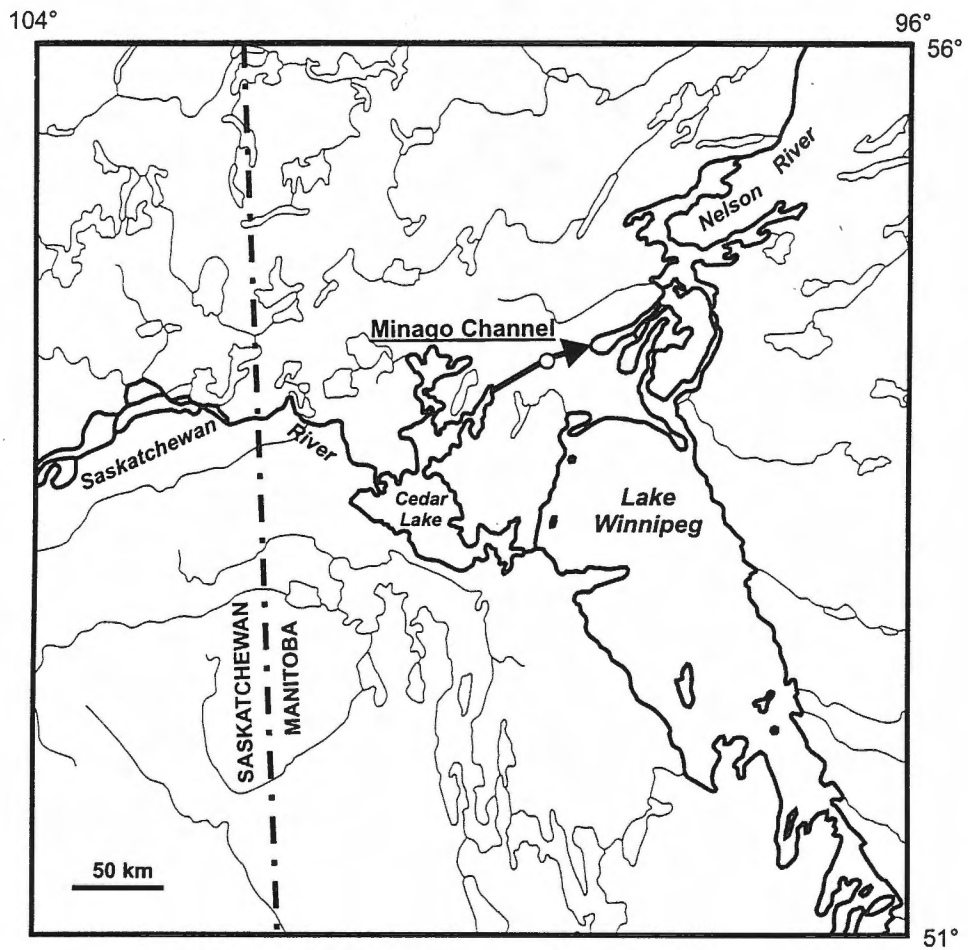 104°
96°
56°
Nelson River
Minago Channel
Saskatchewan River
Cedar
Lake
Lake
Winnipeg
SASKATCHEWAN
MANITOBA
50 km
51°